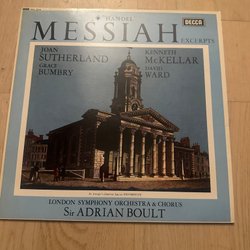 HANDEL
DECCA
MESSIAH
EXCERPTS
JOAN
SUTHERLAND
GRACE
BUMBRY
KENNETH
McKELLAR
DAVID
WARD
LONDON SYMPHONY ORCHESTRA & CHORUS
Sir ADRIAN BOULT